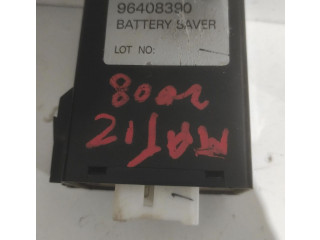 96408390
BATTERY SAVER
LOT NO:
MATIZ
2008